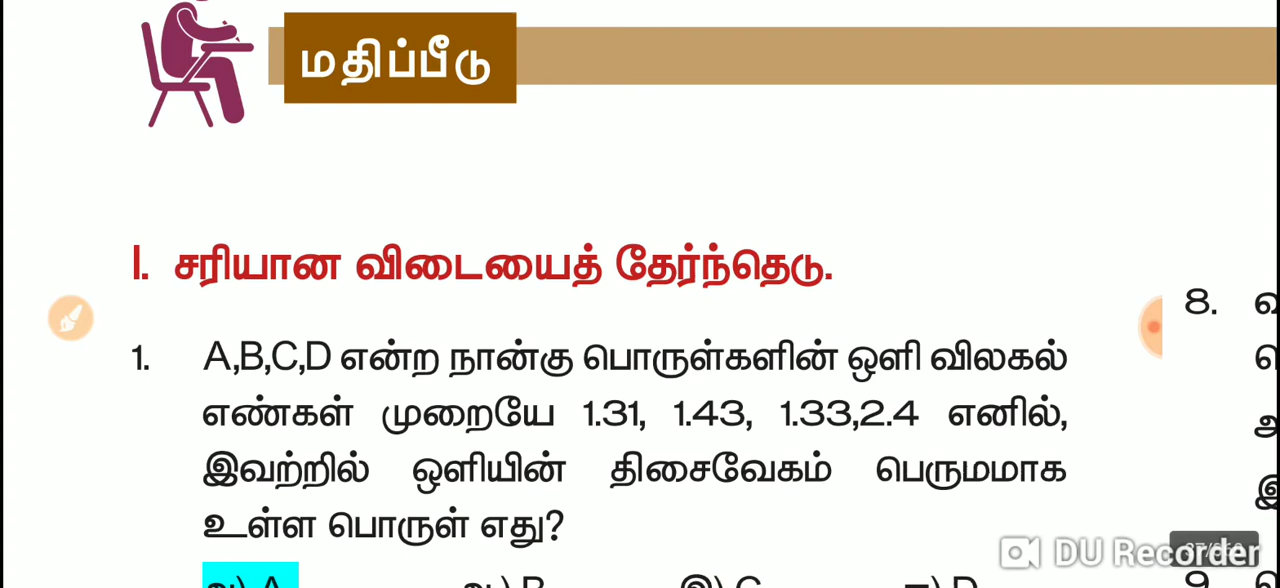 மதிப்பீடு
I. சரியான விடையைத் தேர்ந்தெடு.
1. A,B,C,D என்ற நான்கு பொருள்களின் ஒளி விலகல்
எண்கள் முறையே 1.31, 1.43, 1.33,2.4 எனில்,
இவற்றில் ஒளியின் திசைவேகம் பெருமமாக
உள்ள பொருள் எது?
அ) A ஆ) B இ) C ஈ) D
8.
9.
DU Recorder